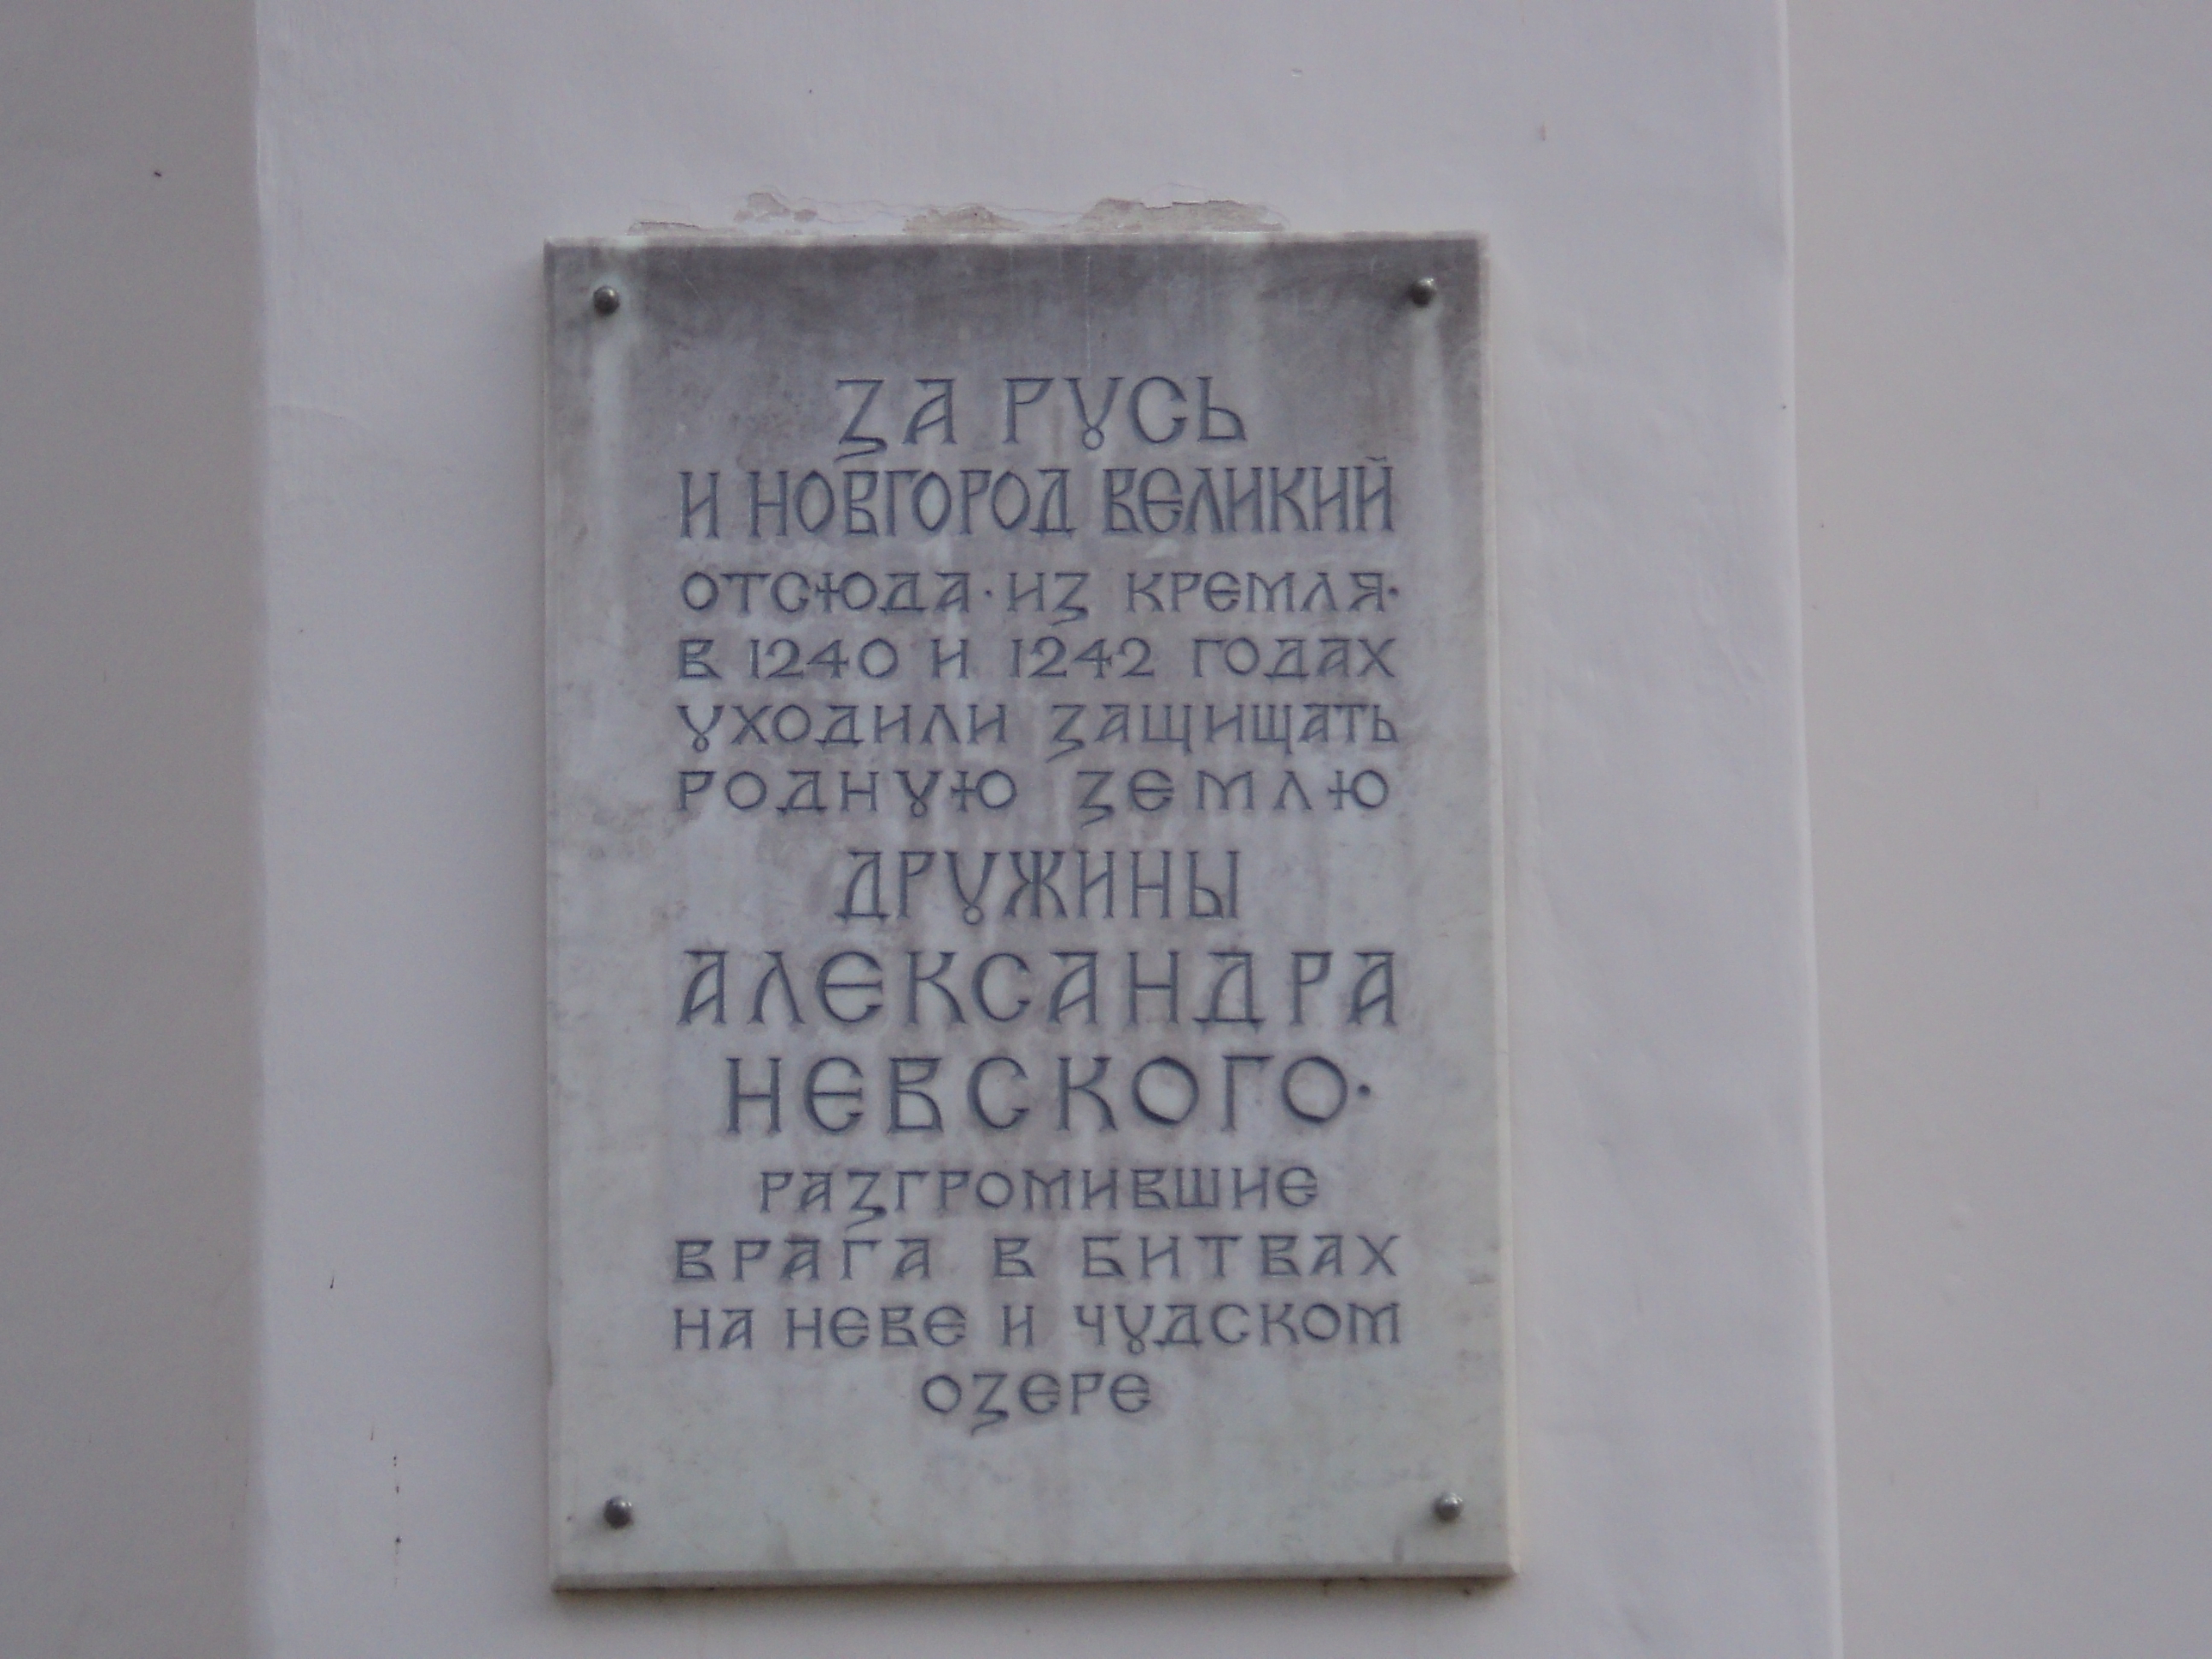 ЗА РУСЬ
И НОВГОРОД ВЕЛИКИЙ
ОТСЮДА · ИЗ КРЕМЛЯ ·
В 1240 И 1242 ГОДАХ
УХОДИЛИ ЗАЩИЩАТЬ
РОДНУЮ ЗЕМЛЮ
ДРУЖИНЫ
АЛЕКСАНДРА
НЕВСКОГО ·
РАЗГРОМИВШИЕ
ВРАГА В БИТВАХ
НА НЕВЕ И ЧУДСКОМ
ОЗЕРЕ